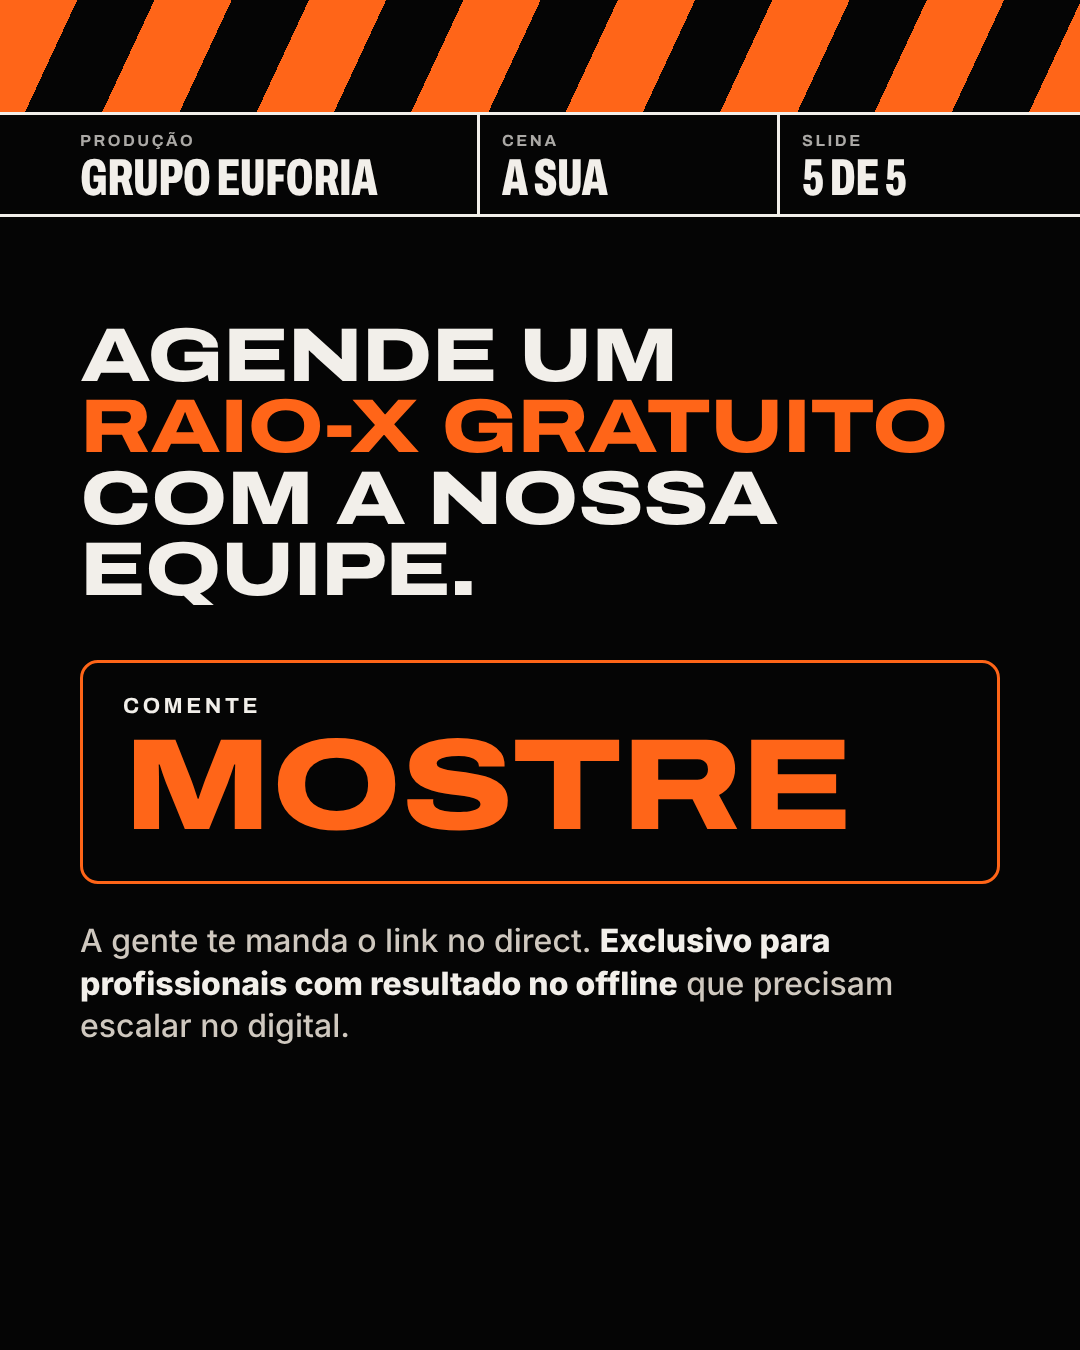 PRODUÇÃO
GRUPO EUFORIA
CENA
A SUA
SLIDE
5 DE 5
AGENDE UM
RAIO-X GRATUITO
COM A NOSSA
EQUIPE.
COMENTE
MOSTRE
A gente te manda o link no direct. Exclusivo para
profissionais com resultado no offline que precisam
escalar no digital.